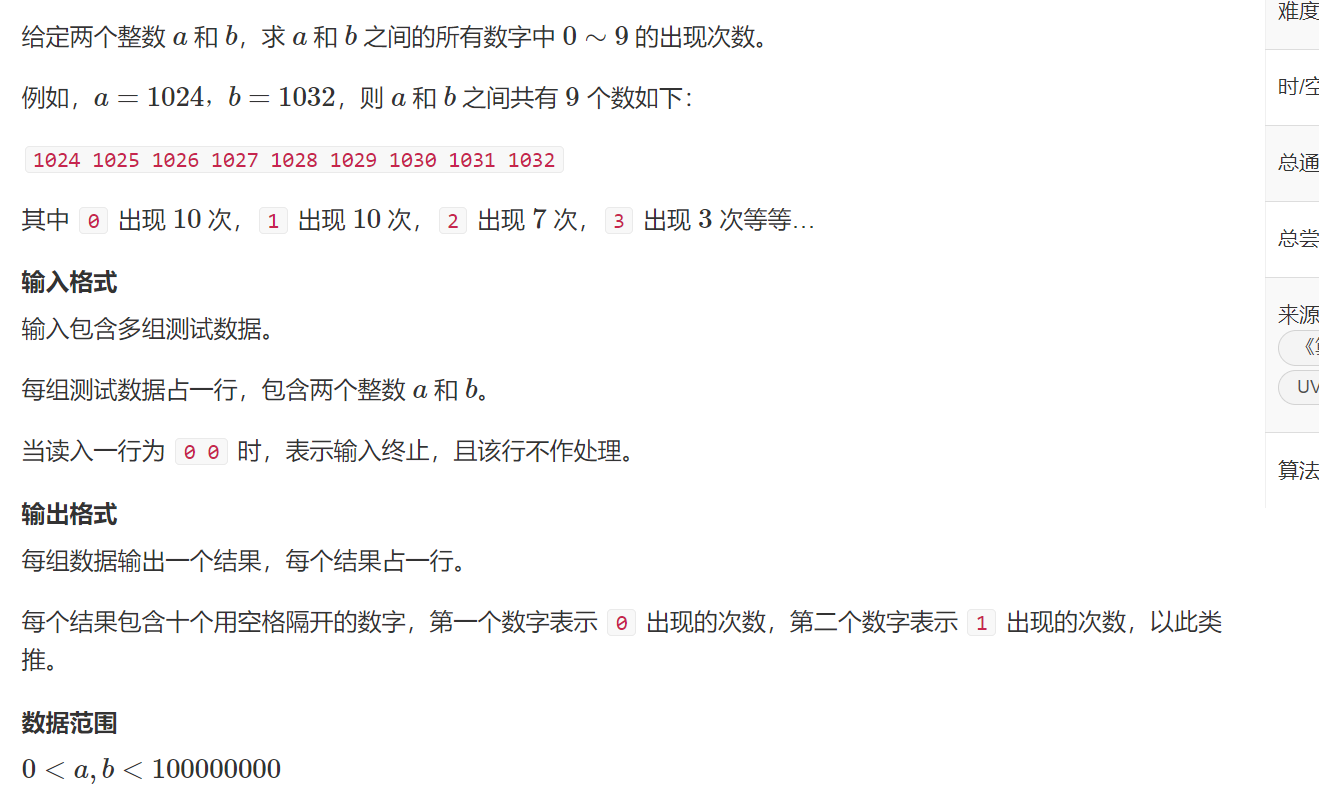 给定两个整数 a 和 b，求 a 和 b 之间的所有数字中 0 ∼ 9 的出现次数。
例如，a = 1024，b = 1032，则 a 和 b 之间共有 9 个数如下：
1024 1025 1026 1027 1028 1029 1030 1031 1032
其中 0 出现 10 次，1 出现 10 次，2 出现 7 次，3 出现 3 次等等…
输入格式
输入包含多组测试数据。
每组测试数据占一行，包含两个整数 a 和 b。
当读入一行为 0 0 时，表示输入终止，且该行不作处理。
输出格式
每组数据输出一个结果，每个结果占一行。
每个结果包含十个用空格隔开的数字，第一个数字表示 0 出现的次数，第二个数字表示 1 出现的次数，以此类
推。
数据范围
0 < a, b < 100000000
难度
时/空
总通
总尝
来源
《
UV
算法